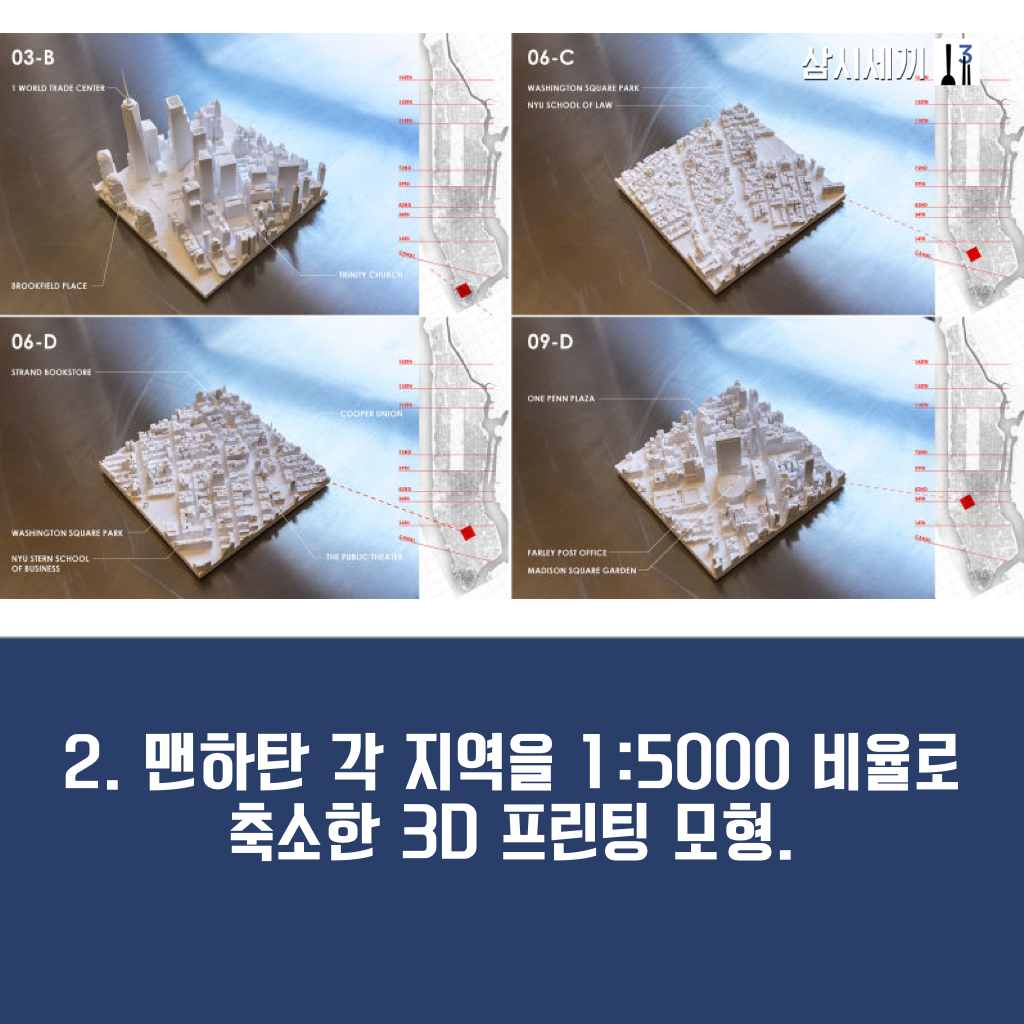 03-B
1 WORLD TRADE CENTER
TRINITY CHURCH
BROOKFIELD PLACE
06-C
삼시세끼 3
WASHINGTON SQUARE PARK
NYU SCHOOL OF LAW
06-D
STRAND BOOKSTORE
COOPER UNION
WASHINGTON SQUARE PARK
NYU STERN SCHOOL
OF BUSINESS
THE PUBLIC THEATER
09-D
ONE PENN PLAZA
FARLEY POST OFFICE
MADISON SQUARE GARDEN
2. 맨하탄 각 지역을 1:5000 비율로
축소한 3D 프린팅 모형.